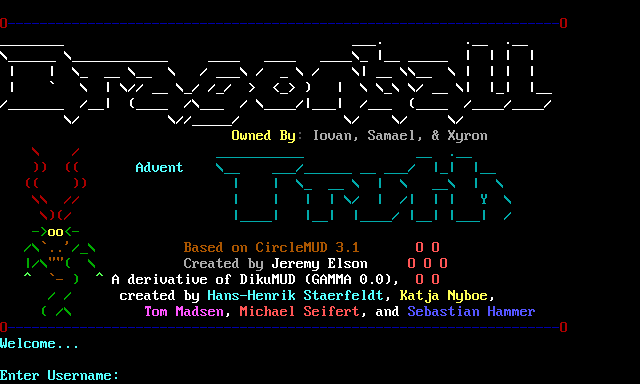 Dragonball
Owned By: Iovan, Samael, & Xyron
Advent Truth
Based on CircleMUD 3.1
Created by Jeremy Elson
A derivative of DikuMUD (GAMMA 0.0),
created by Hans-Henrik Staerfeldt, Katja Nyboe,
Tom Madsen, Michael Seifert, and Sebastian Hammer
Welcome...
Enter Username: